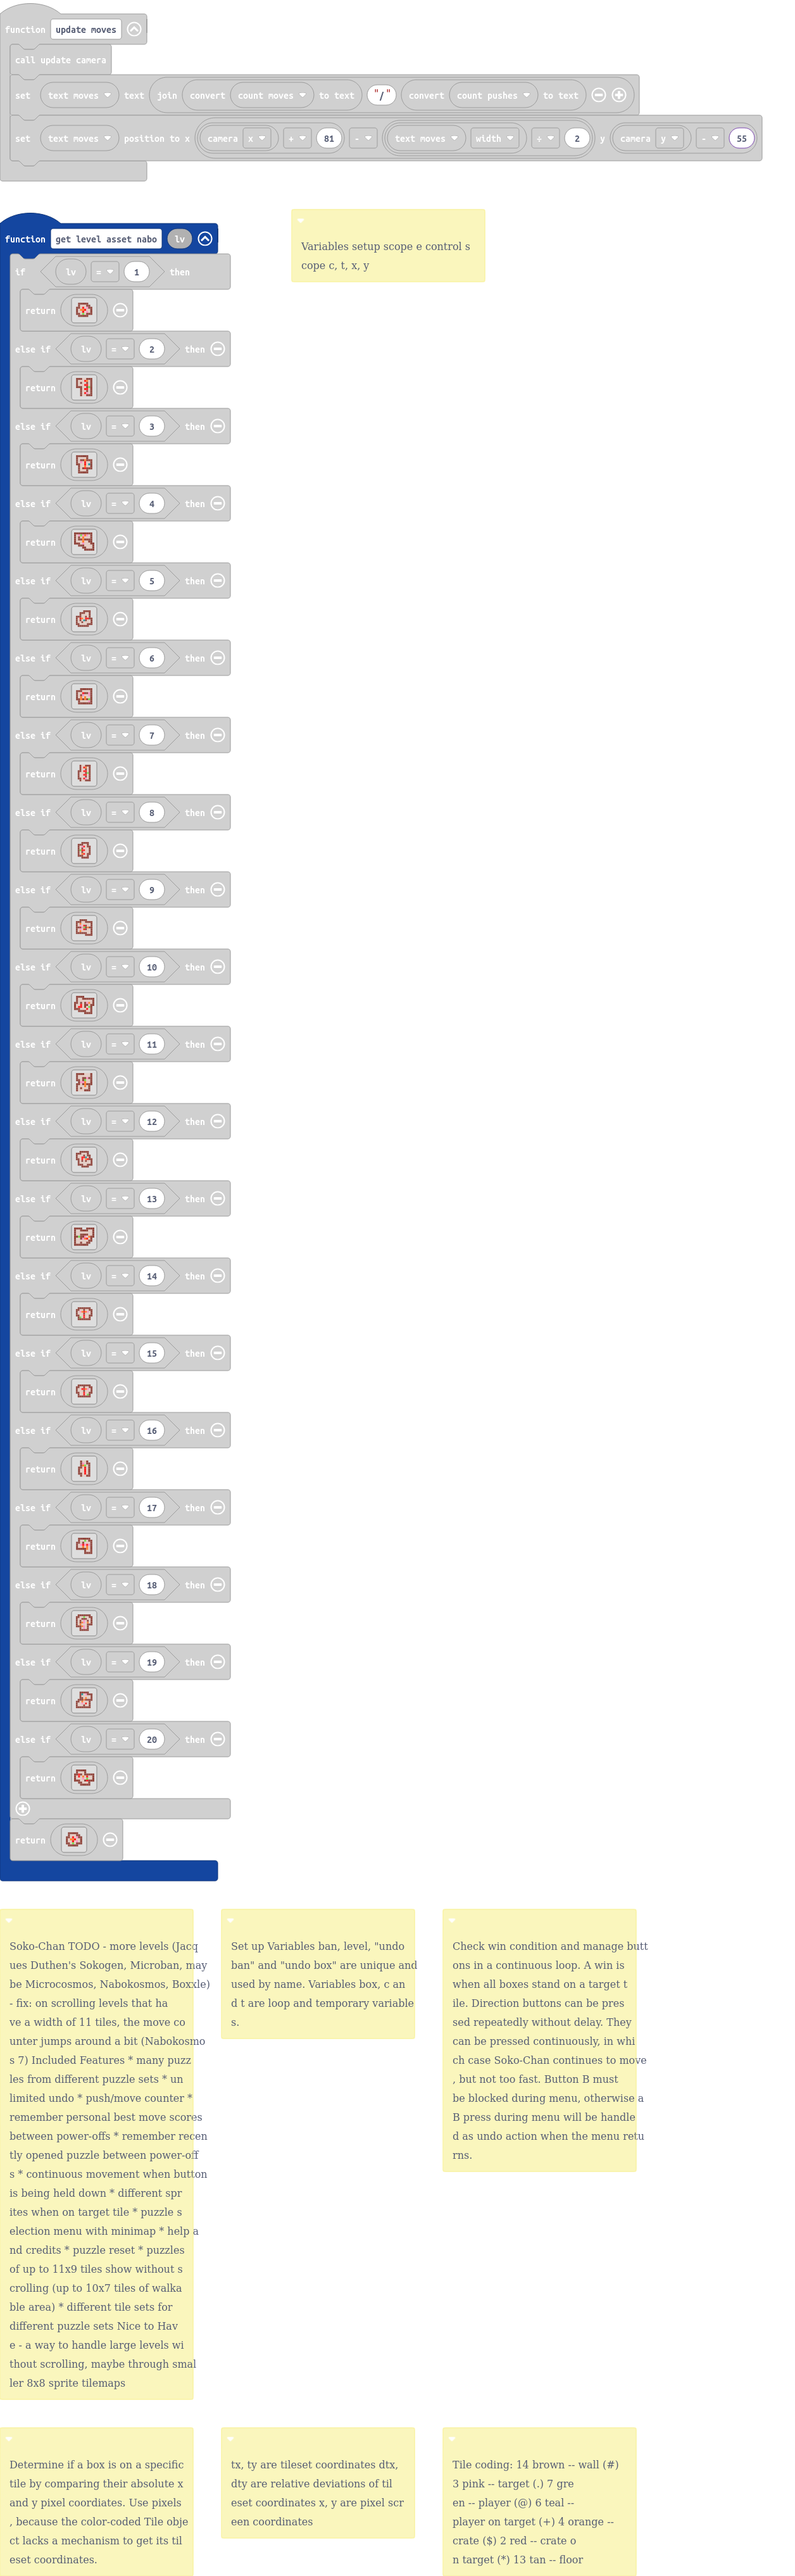 function update moves
call update camera
set text moves text join convert count moves to text "/" convert count pushes to text
set text moves position to x camera x + 81 - text moves width ÷ 2 y camera y - 55
function get level asset nabo lv
Variables setup scope e control s
cope c, t, x, y
if lv = 1 then
return
else if lv = 2 then
return
else if lv = 3 then
return
else if lv = 4 then
return
else if lv = 5 then
return
else if lv = 6 then
return
else if lv = 7 then
return
else if lv = 8 then
return
else if lv = 9 then
return
else if lv = 10 then
return
else if lv = 11 then
return
else if lv = 12 then
return
else if lv = 13 then
return
else if lv = 14 then
return
else if lv = 15 then
return
else if lv = 16 then
return
else if lv = 17 then
return
else if lv = 18 then
return
else if lv = 19 then
return
else if lv = 20 then
return
return
Soko-Chan TODO - more levels (Jacq
ues Duthen's Sokogen, Microban, may
be Microcosmos, Nabokosmos, Boxxle)
- fix: on scrolling levels that ha
ve a width of 11 tiles, the move co
unter jumps around a bit (Nabokosmo
s 7) Included Features * many puzz
les from different puzzle sets * un
limited undo * push/move counter *
remember personal best move scores
between power-offs * remember recen
tly opened puzzle between power-off
s * continuous movement when button
is being held down * different spr
ites when on target tile * puzzle s
election menu with minimap * help a
nd credits * puzzle reset * puzzles
of up to 11x9 tiles show without s
crolling (up to 10x7 tiles of walka
ble area) * different tile sets for
different puzzle sets Nice to Hav
e - a way to handle large levels wi
thout scrolling, maybe through smal
ler 8x8 sprite tilemaps
Set up Variables ban, level, "undo
ban" and "undo box" are unique and
used by name. Variables box, c an
d t are loop and temporary variable
s.
Check win condition and manage butt
ons in a continuous loop. A win is
when all boxes stand on a target t
ile. Direction buttons can be pres
sed repeatedly without delay. They
can be pressed continuously, in whi
ch case Soko-Chan continues to move
, but not too fast. Button B must
be blocked during menu, otherwise a
B press during menu will be handle
d as undo action when the menu retu
rns.
Determine if a box is on a specific
tile by comparing their absolute x
and y pixel coordiates. Use pixels
, because the color-coded Tile obje
ct lacks a mechanism to get its til
eset coordinates.
tx, ty are tileset coordinates dtx,
dty are relative deviations of til
eset coordinates x, y are pixel scr
een coordinates
Tile coding: 14 brown -- wall (#)
3 pink -- target (.) 7 gre
en -- player (@) 6 teal --
player on target (+) 4 orange --
crate ($) 2 red -- crate o
n target (*) 13 tan -- floor